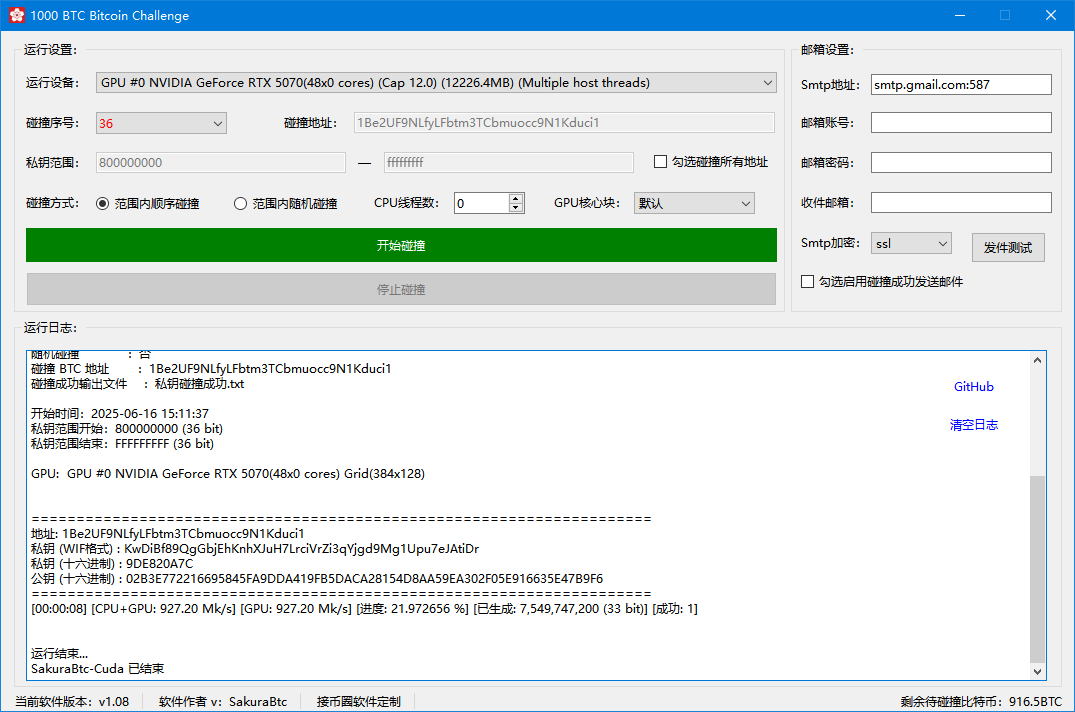 1000 BTC Bitcoin Challenge
运行设置:
运行设备: GPU #0 NVIDIA GeForce RTX 5070(48x0 cores) (Cap 12.0) (12226.4MB) (Multiple host threads)
碰撞序号: 36 碰撞地址: 1Be2UF9NLfyLFbtm3TCbmuocc9N1Kduci1
私钥范围: 800000000 — fffffffff 勾选碰撞所有地址
碰撞方式: 范围内顺序碰撞 范围内随机碰撞 CPU线程数: 0 GPU核心块: 默认
开始碰撞
停止碰撞
邮箱设置:
Smtp地址: smtp.gmail.com:587
邮箱账号:
邮箱密码:
收件邮箱:
Smtp加密: ssl 发件测试
勾选启用碰撞成功发送邮件
运行日志:
随机碰撞 : 否
碰撞 BTC 地址 : 1Be2UF9NLfyLFbtm3TCbmuocc9N1Kduci1
碰撞成功输出文件 : 私钥碰撞成功.txt
开始时间: 2025-06-16 15:11:37
私钥范围开始: 800000000 (36 bit)
私钥范围结束: FFFFFFFFF (36 bit)
GPU: GPU #0 NVIDIA GeForce RTX 5070(48x0 cores) Grid(384x128)
=====================================================================
地址: 1Be2UF9NLfyLFbtm3TCbmuocc9N1Kduci1
私钥 (WIF格式) : KwDiBf89QgGbjEhKnhXJuH7LrciVrZi3qYjgd9Mg1Upu7eJAtiDr
私钥 (十六进制) : 9DE820A7C
公钥 (十六进制) : 02B3E772216695845FA9DDA419FB5DACA28154D8AA59EA302F05E916635E47B9F6
=====================================================================
[00:00:08] [CPU+GPU: 927.20 Mk/s] [GPU: 927.20 Mk/s] [进度: 21.972656 %] [已生成: 7,549,747,200 (33 bit)] [成功: 1]
运行结束...
SakuraBtc-Cuda 已结束
GitHub
清空日志
当前软件版本: v1.08 软件作者 v: SakuraBtc 接币圈软件定制 剩余待碰撞比特币: 916.5BTC